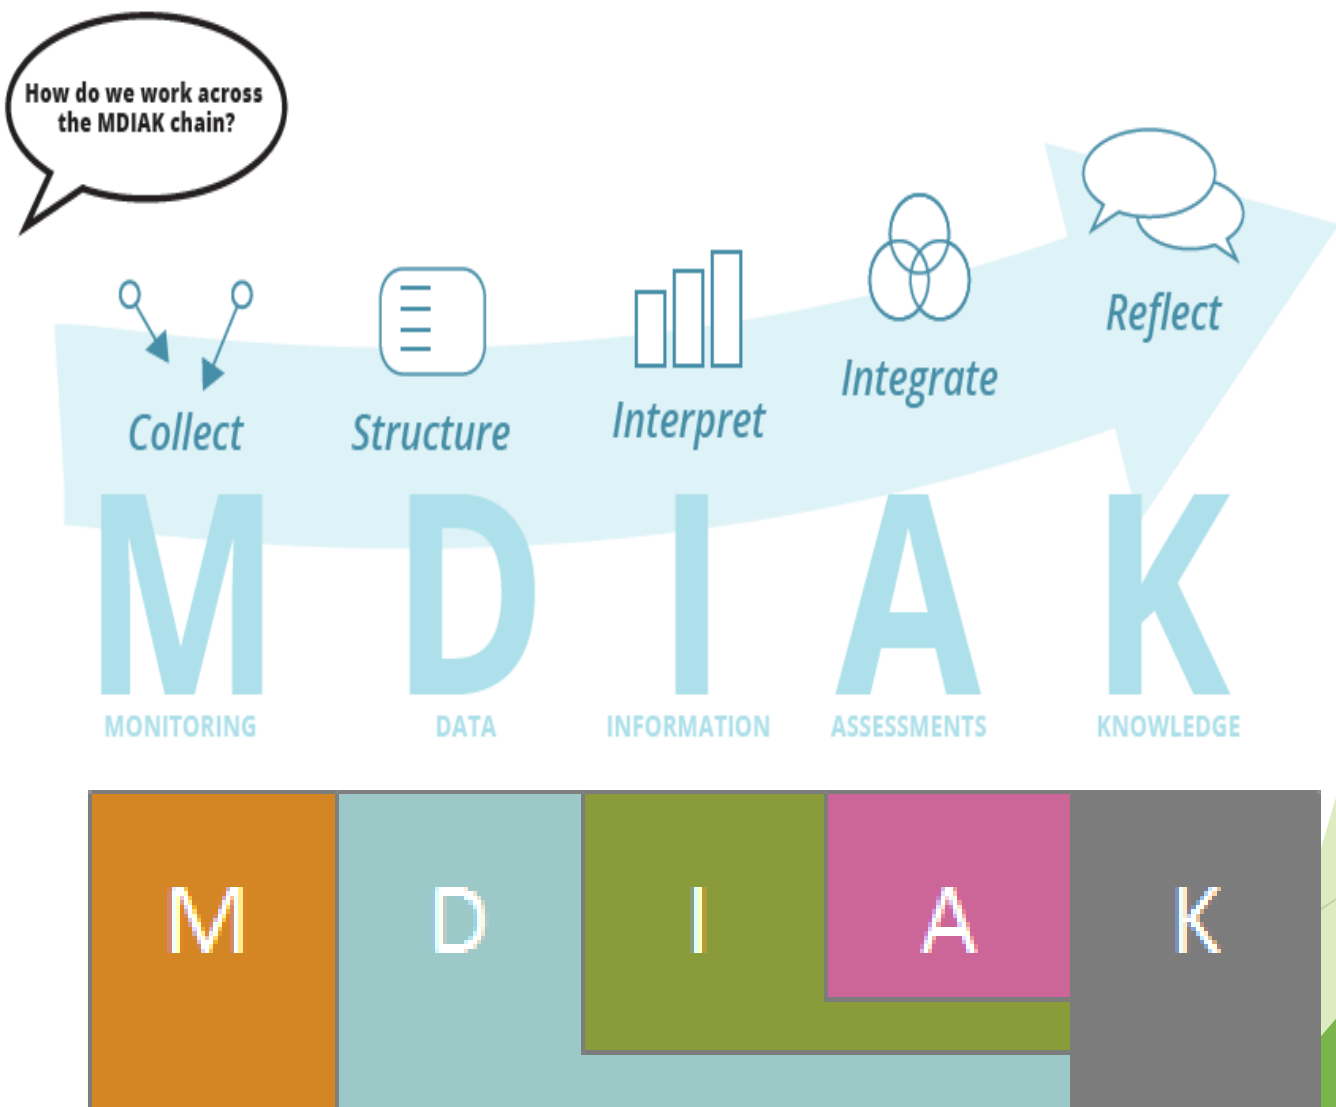 How do we work across
the MDIAK chain?
Collect
Structure
Interpret
Integrate
Reflect
M D I A K
MONITORING DATA INFORMATION ASSESSMENTS KNOWLEDGE
M D I A K